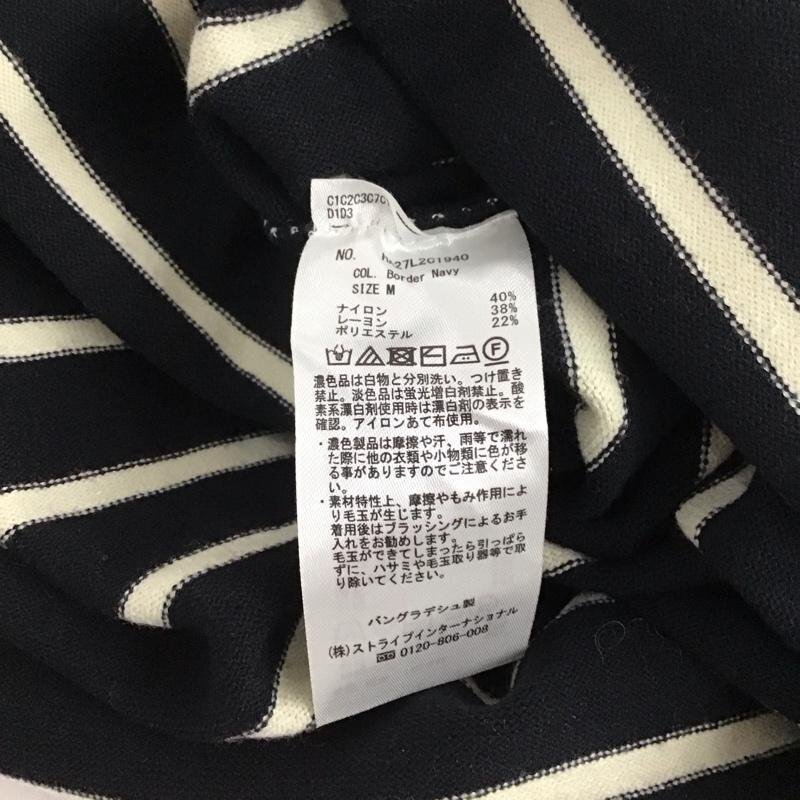 C1C2C3C7C
D1D3
NO. 27L2C1940
COL. Border Navy
SIZE M
ナイロン 40%
レーヨン 38%
ポリエステル 22%
濃色品は白物と分別洗い。つけ置き
禁止。淡色品は蛍光増白剤禁止。酸
素系漂白剤使用時は漂白剤の表示を
確認。アイロンあて布使用。
・濃色製品は摩擦や汗、雨等で濡れ
た際に他の衣類や小物類に色が移
る事がありますのでご注意くださ
い。
・素材特性上、摩擦やもみ作用によ
り毛玉が生じます。
着用後はブラッシングによるお手
入れをお勧めします。
毛玉ができてしまったら引っぱら
ずに、ハサミや毛玉取り器等で取
り除いてください。
バングラデシュ製
(株)ストライプインターナショナル
0120-806-008